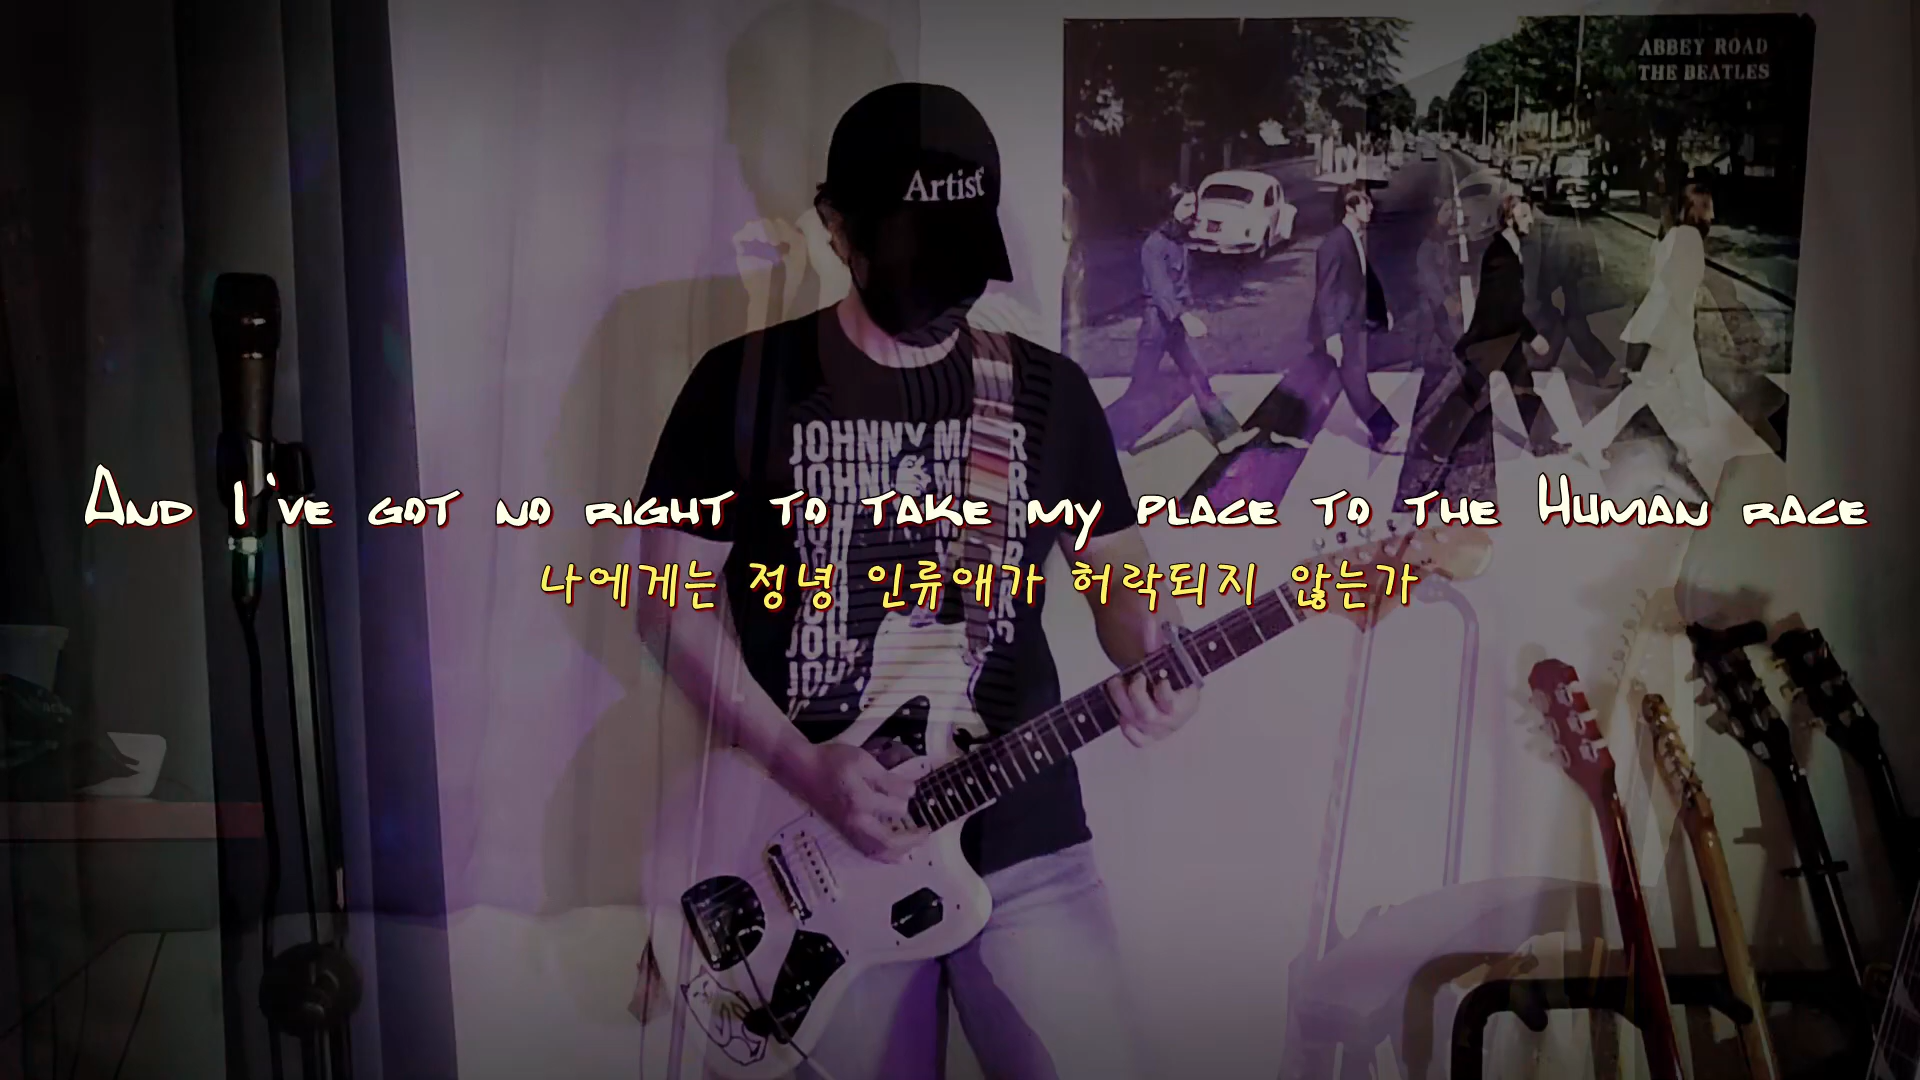 ABBEY ROAD
THE BEATLES
Artist
JOHNNY MARR
And I've got no right to take my place to the Human race
나에게는 정녕 인류애가 허락되지 않는가